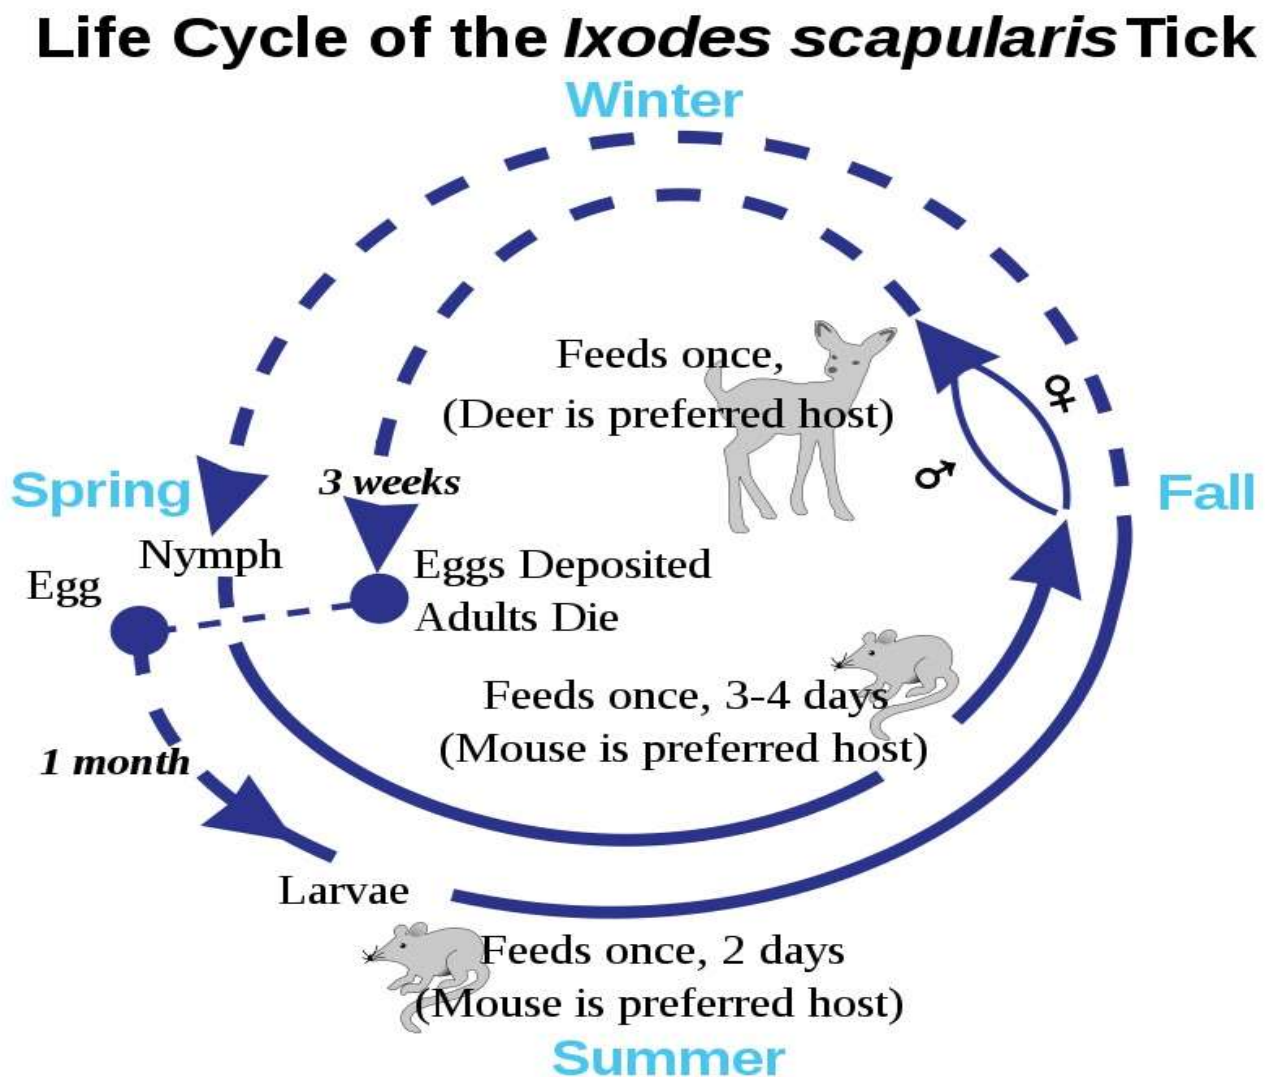 Life Cycle of the Ixodes scapularis Tick
Winter
Feeds once,
(Deer is preferred host)
♀
♂
3 weeks
Spring
Fall
Nymph
Egg
Eggs Deposited
Adults Die
Feeds once, 3-4 days
(Mouse is preferred host)
1 month
Larvae
Feeds once, 2 days
(Mouse is preferred host)
Summer